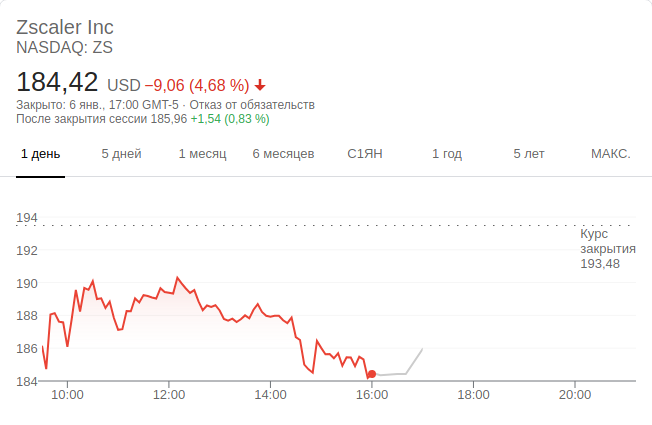 Zscaler Inc
NASDAQ: ZS
184,42 USD −9,06 (4,68 %)
Закрыто: 6 янв., 17:00 GMT-5 · Отказ от обязательств
После закрытия сессии 185,96 +1,54 (0,83 %)
1 день 5 дней 1 месяц 6 месяцев С1ЯН 1 год 5 лет МАКС.
194
Курс
закрытия
193,48
192
190
188
186
184
10:00 12:00 14:00 16:00 18:00 20:00